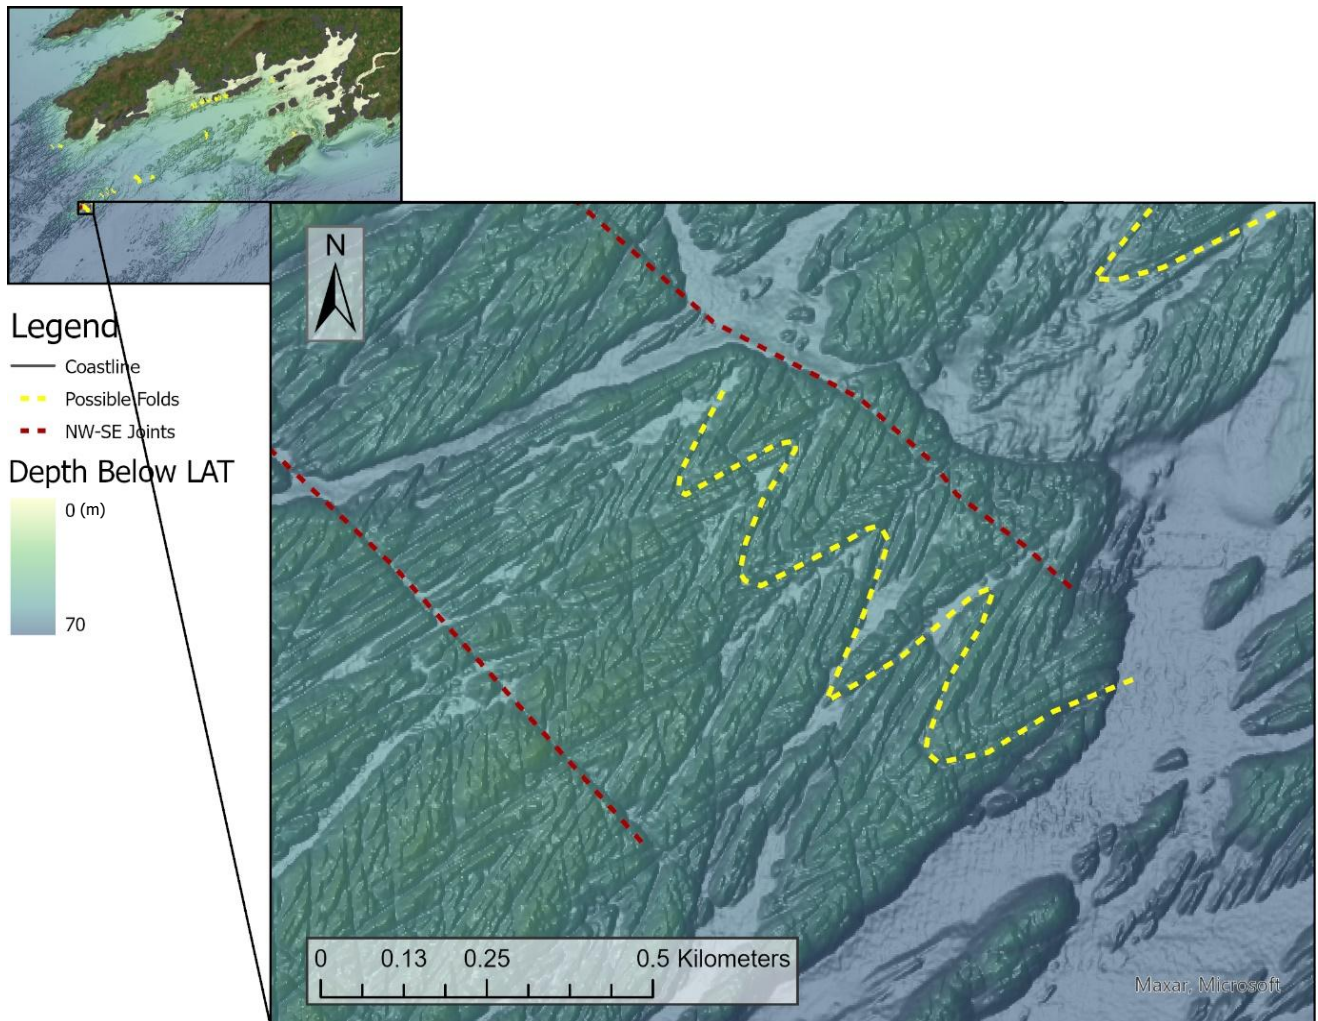 N
Legend
Coastline
Possible Folds
NW-SE Joints
Depth Below LAT
0 (m)
70
0 0.13 0.25 0.5 Kilometers
Maxar, Microsoft